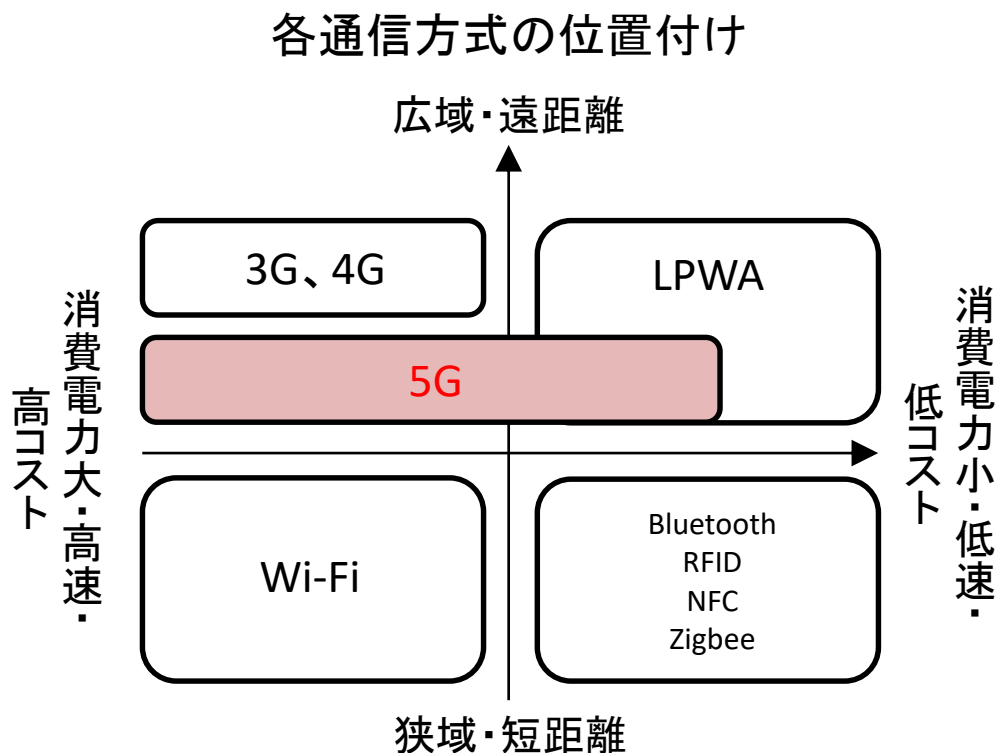 各通信方式の位置付け
広域・遠距離
3G、4G
LPWA
消費電力大・高速・
高コスト
5G
消費電力小・低速・
低コスト
Wi-Fi
Bluetooth
RFID
NFC
Zigbee
狭域・短距離